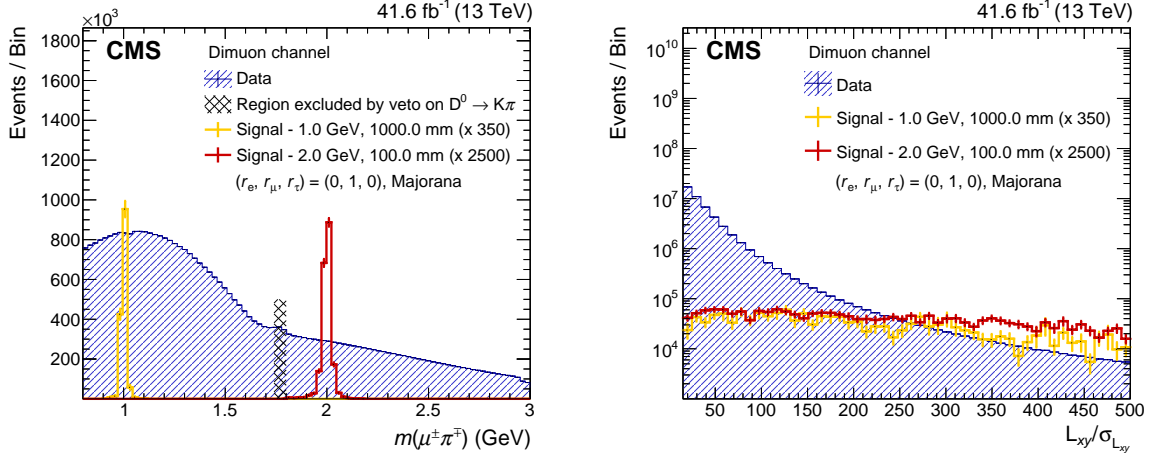 41.6 fb⁻¹ (13 TeV)
×10³
CMS
Dimuon channel
Data
Region excluded by veto on D⁰ → Kπ
Signal - 1.0 GeV, 1000.0 mm (x 350)
Signal - 2.0 GeV, 100.0 mm (x 2500)
(rₑ, r_μ, r_τ) = (0, 1, 0), Majorana
Events / Bin
1800
1600
1400
1200
1000
800
600
400
200
1 1.5 2 2.5 3
m(μ±π∓) (GeV)
41.6 fb⁻¹ (13 TeV)
CMS
Dimuon channel
Data
Signal - 1.0 GeV, 1000.0 mm (x 350)
Signal - 2.0 GeV, 100.0 mm (x 2500)
(rₑ, r_μ, r_τ) = (0, 1, 0), Majorana
Events / Bin
10¹⁰
10⁹
10⁸
10⁷
10⁶
10⁵
10⁴
50 100 150 200 250 300 350 400 450 500
L_xy/σ_L_xy